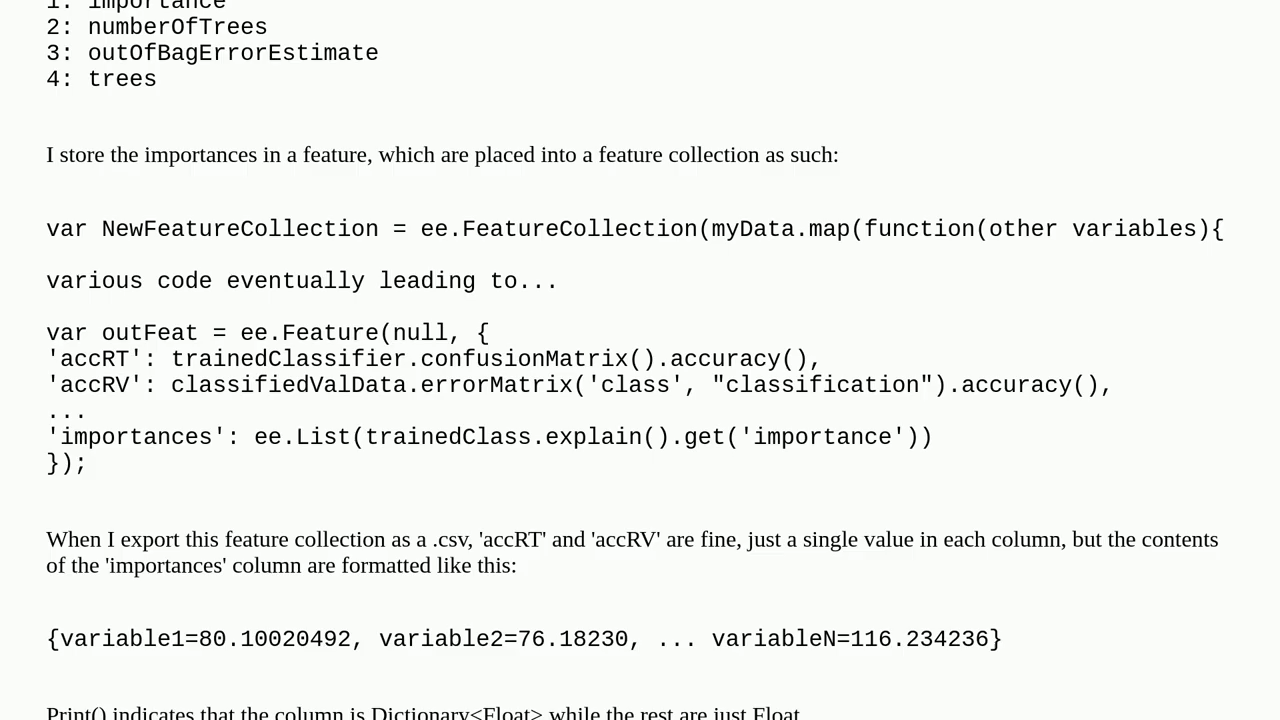 1: importance
2: numberOfTrees
3: outOfBagErrorEstimate
4: trees
I store the importances in a feature, which are placed into a feature collection as such:
var NewFeatureCollection = ee.FeatureCollection(myData.map(function(other variables){
various code eventually leading to...
var outFeat = ee.Feature(null, {
'accRT': trainedClassifier.confusionMatrix().accuracy(),
'accRV': classifiedValData.errorMatrix('class', "classification").accuracy(),
...
'importances': ee.List(trainedClass.explain().get('importance'))
});
When I export this feature collection as a .csv, 'accRT' and 'accRV' are fine, just a single value in each column, but the contents
of the 'importances' column are formatted like this:
{variable1=80.10020492, variable2=76.18230, ... variableN=116.234236}
Print() indicates that the column is Dictionary<Float> while the rest are just Float